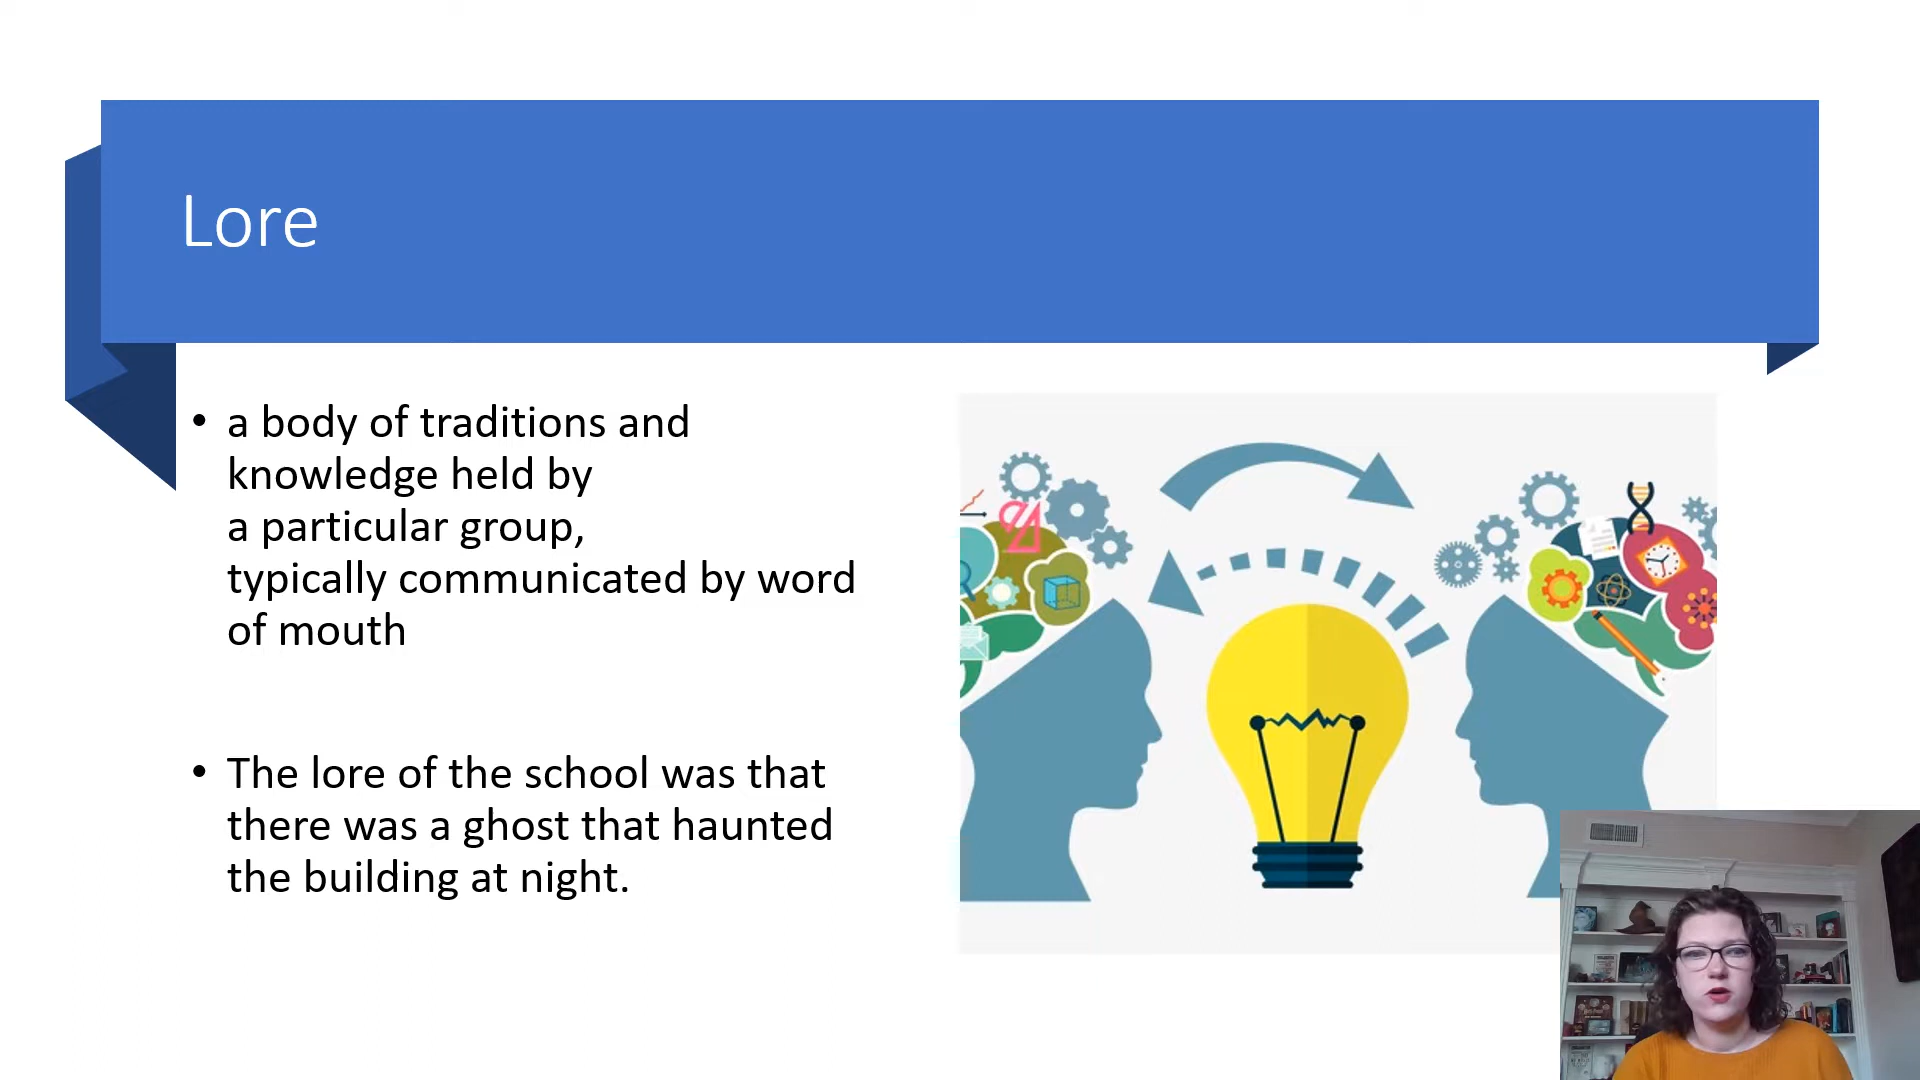 Lore
• a body of traditions and
knowledge held by
a particular group,
typically communicated by word
of mouth
• The lore of the school was that
there was a ghost that haunted
the building at night.